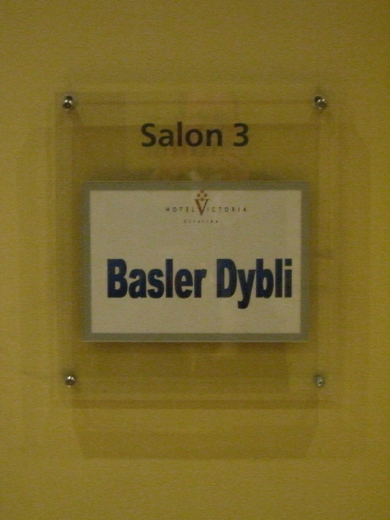 Salon 3
HOTEL VICTORIA
Basler Dybli